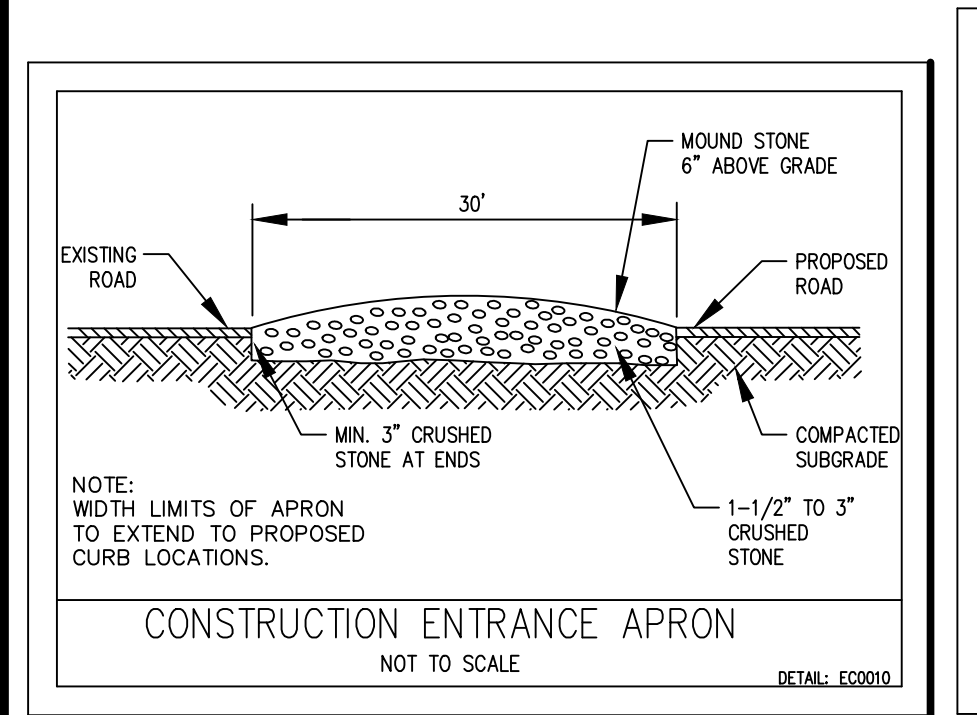 MOUND STONE
6" ABOVE GRADE
30'
EXISTING
ROAD
PROPOSED
ROAD
MIN. 3" CRUSHED
STONE AT ENDS
COMPACTED
SUBGRADE
NOTE:
WIDTH LIMITS OF APRON
TO EXTEND TO PROPOSED
CURB LOCATIONS.
1-1/2" TO 3"
CRUSHED
STONE
CONSTRUCTION ENTRANCE APRON
NOT TO SCALE
DETAIL: EC0010